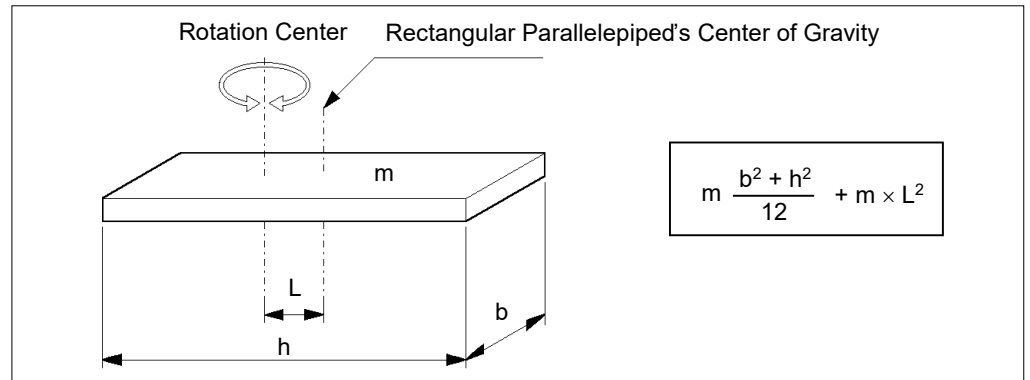 Rotation Center Rectangular Parallelepiped's Center of Gravity
m
m (b² + h²)/12 + m × L²
L
b
h